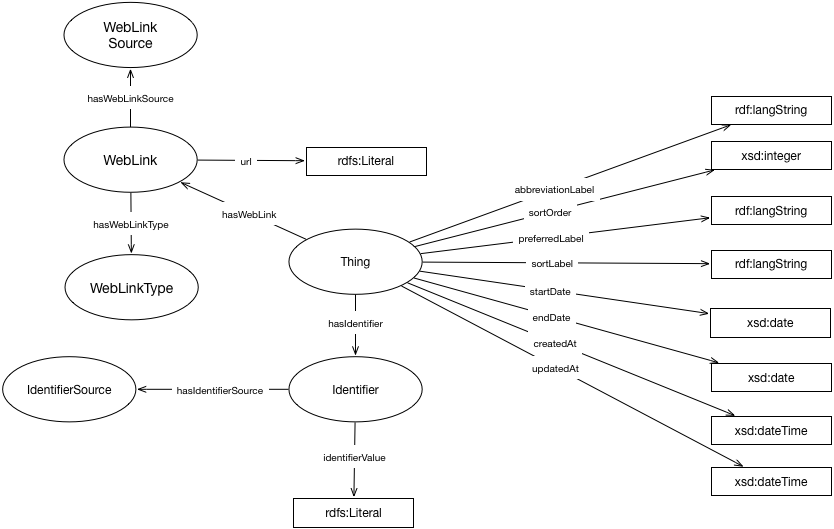 WebLink
Source
hasWebLinkSource
rdf:langString
WebLink
url
rdfs:Literal
xsd:integer
abbreviationLabel
hasWebLink
sortOrder
rdf:langString
hasWebLinkType
preferredLabel
Thing
sortLabel
rdf:langString
WebLinkType
startDate
endDate
xsd:date
hasIdentifier
createdAt
updatedAt
xsd:date
IdentifierSource
hasIdentifierSource
Identifier
xsd:dateTime
identifierValue
xsd:dateTime
rdfs:Literal